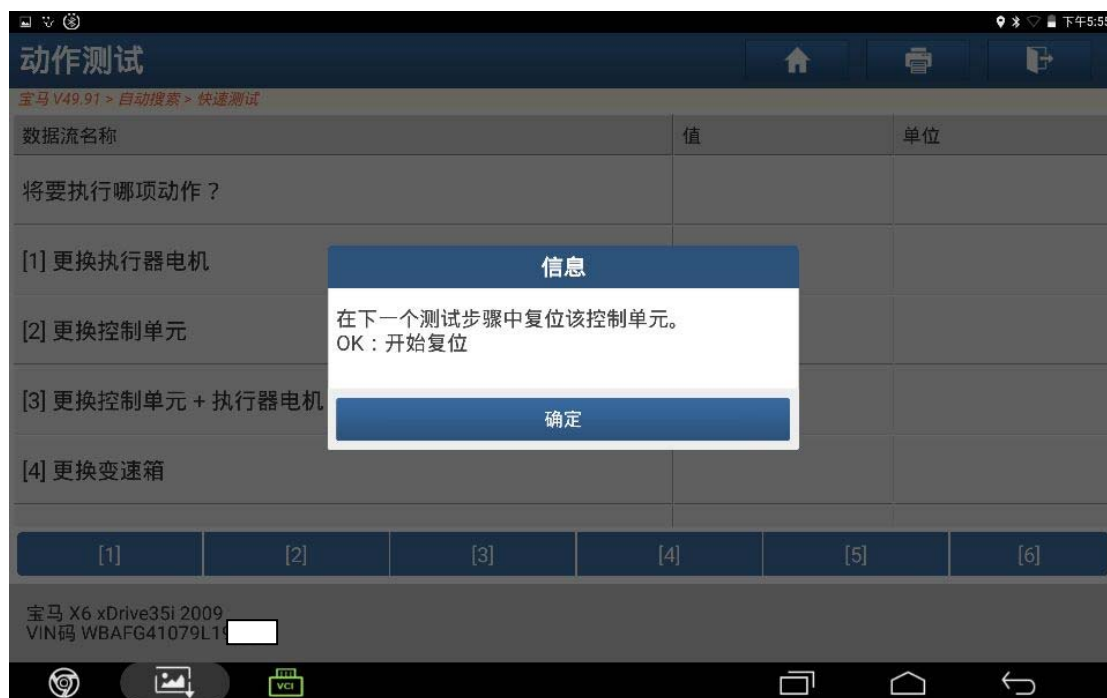 下午5:55
动作测试
宝马 V49.91 > 自动搜索 > 快速测试
数据流名称 值 单位
将要执行哪项动作？
[1] 更换执行器电机
信息
在下一个测试步骤中复位该控制单元。
[2] 更换控制单元
OK：开始复位
[3] 更换控制单元 + 执行器电机
确定
[4] 更换变速箱
[1] [2] [3] [4] [5] [6]
宝马 X6 xDrive35i 2009
VIN码 WBAFG41079L19
VCI